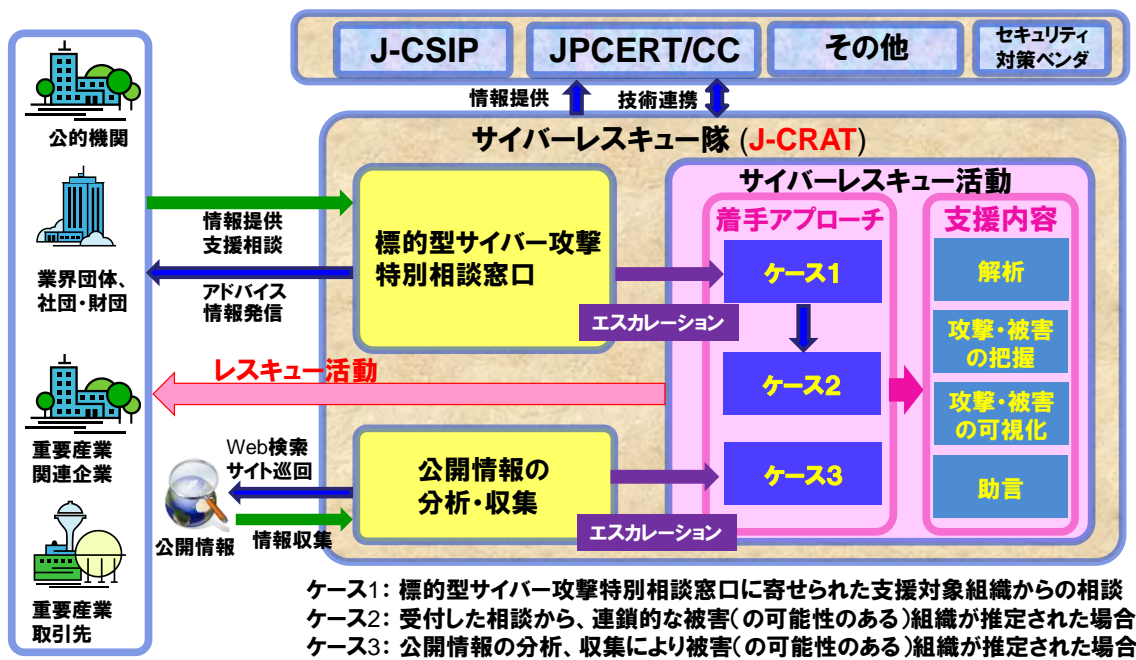 J-CSIP
JPCERT/CC
その他
セキュリティ
対策ベンダ
情報提供
技術連携
公的機関
業界団体、
社団・財団
重要産業
関連企業
重要産業
取引先
サイバーレスキュー隊 (J-CRAT)
情報提供
支援相談
アドバイス
情報発信
標的型サイバー攻撃
特別相談窓口
エスカレーション
レスキュー活動
Web検索
サイト巡回
公開情報
情報収集
公開情報の
分析・収集
エスカレーション
サイバーレスキュー活動
着手アプローチ
ケース1
ケース2
ケース3
支援内容
解析
攻撃・被害
の把握
攻撃・被害
の可視化
助言
ケース1： 標的型サイバー攻撃特別相談窓口に寄せられた支援対象組織からの相談
ケース2： 受付した相談から、連鎖的な被害（の可能性のある）組織が推定された場合
ケース3： 公開情報の分析、収集により被害（の可能性のある）組織が推定された場合